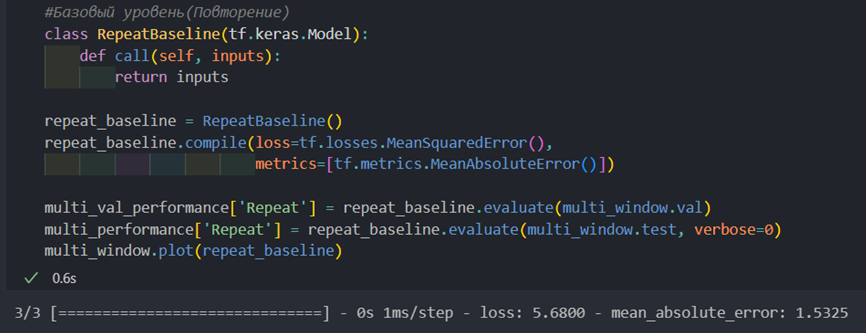 #Базовый уровень(Повторение)
class RepeatBaseline(tf.keras.Model):
    def call(self, inputs):
        return inputs

repeat_baseline = RepeatBaseline()
repeat_baseline.compile(loss=tf.losses.MeanSquaredError(),
                        metrics=[tf.metrics.MeanAbsoluteError()])

multi_val_performance['Repeat'] = repeat_baseline.evaluate(multi_window.val)
multi_performance['Repeat'] = repeat_baseline.evaluate(multi_window.test, verbose=0)
multi_window.plot(repeat_baseline)
✓ 0.6s
3/3 [==============================] - 0s 1ms/step - loss: 5.6800 - mean_absolute_error: 1.5325